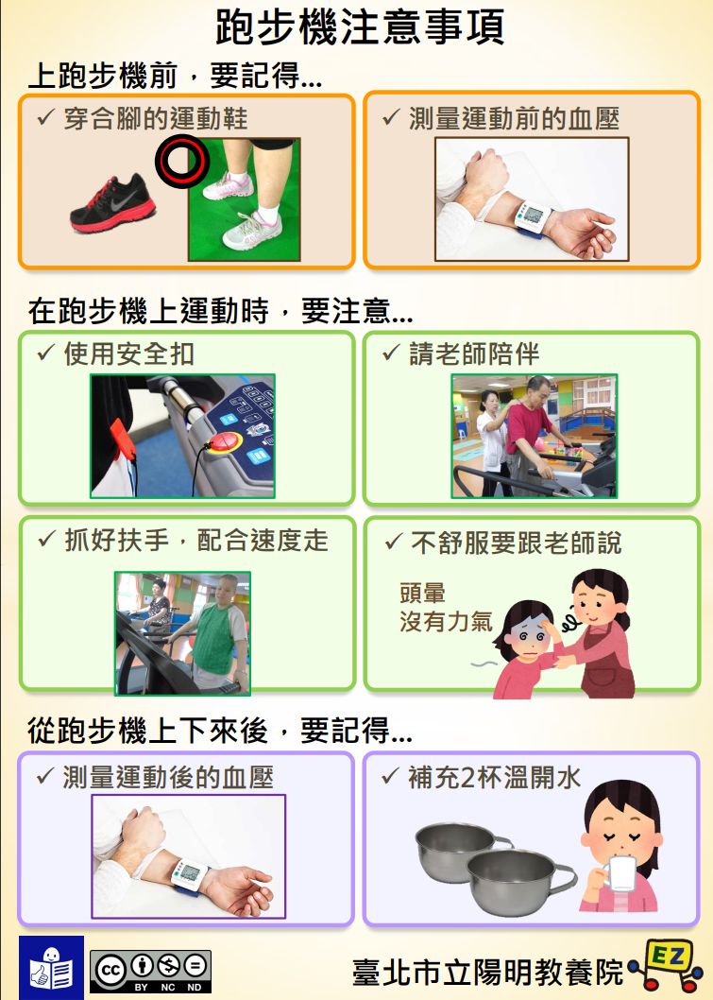 跑步機注意事項
上跑步機前，要記得...
✓ 穿合腳的運動鞋
✓ 測量運動前的血壓
在跑步機上運動時，要注意...
✓ 使用安全扣
✓ 請老師陪伴
✓ 抓好扶手，配合速度走
✓ 不舒服要跟老師說
頭暈
沒有力氣
從跑步機上下來後，要記得...
✓ 測量運動後的血壓
✓ 補充2杯溫開水
cc
BY NC ND
臺北市立陽明教養院
EZ